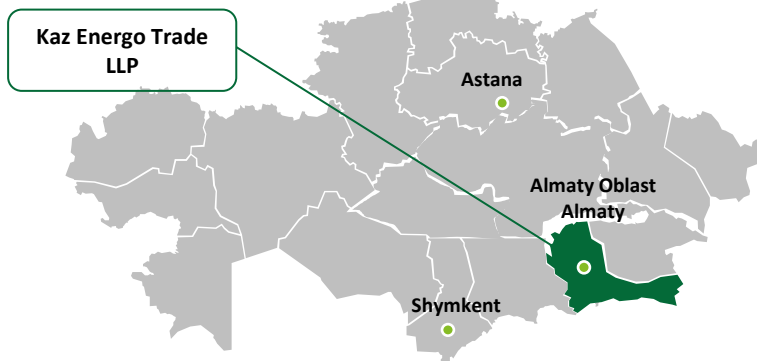 Kaz Energo Trade
LLP
Astana
Almaty Oblast
Almaty
Shymkent